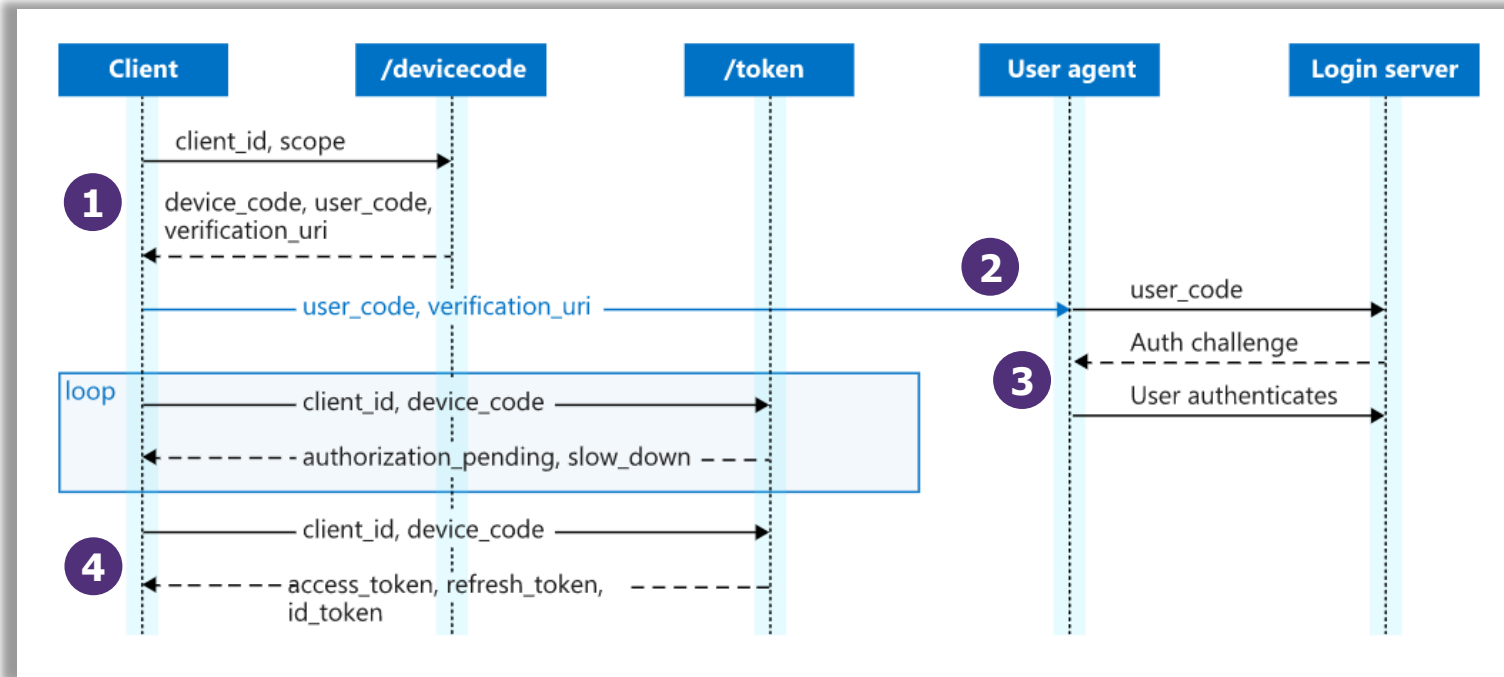 Client
/devicecode
/token
User agent
Login server
client_id, scope
1
device_code, user_code,
verification_uri
2
user_code, verification_uri
user_code
Auth challenge
3
User authenticates
loop
client_id, device_code
authorization_pending, slow_down
client_id, device_code
4
access_token, refresh_token,
id_token